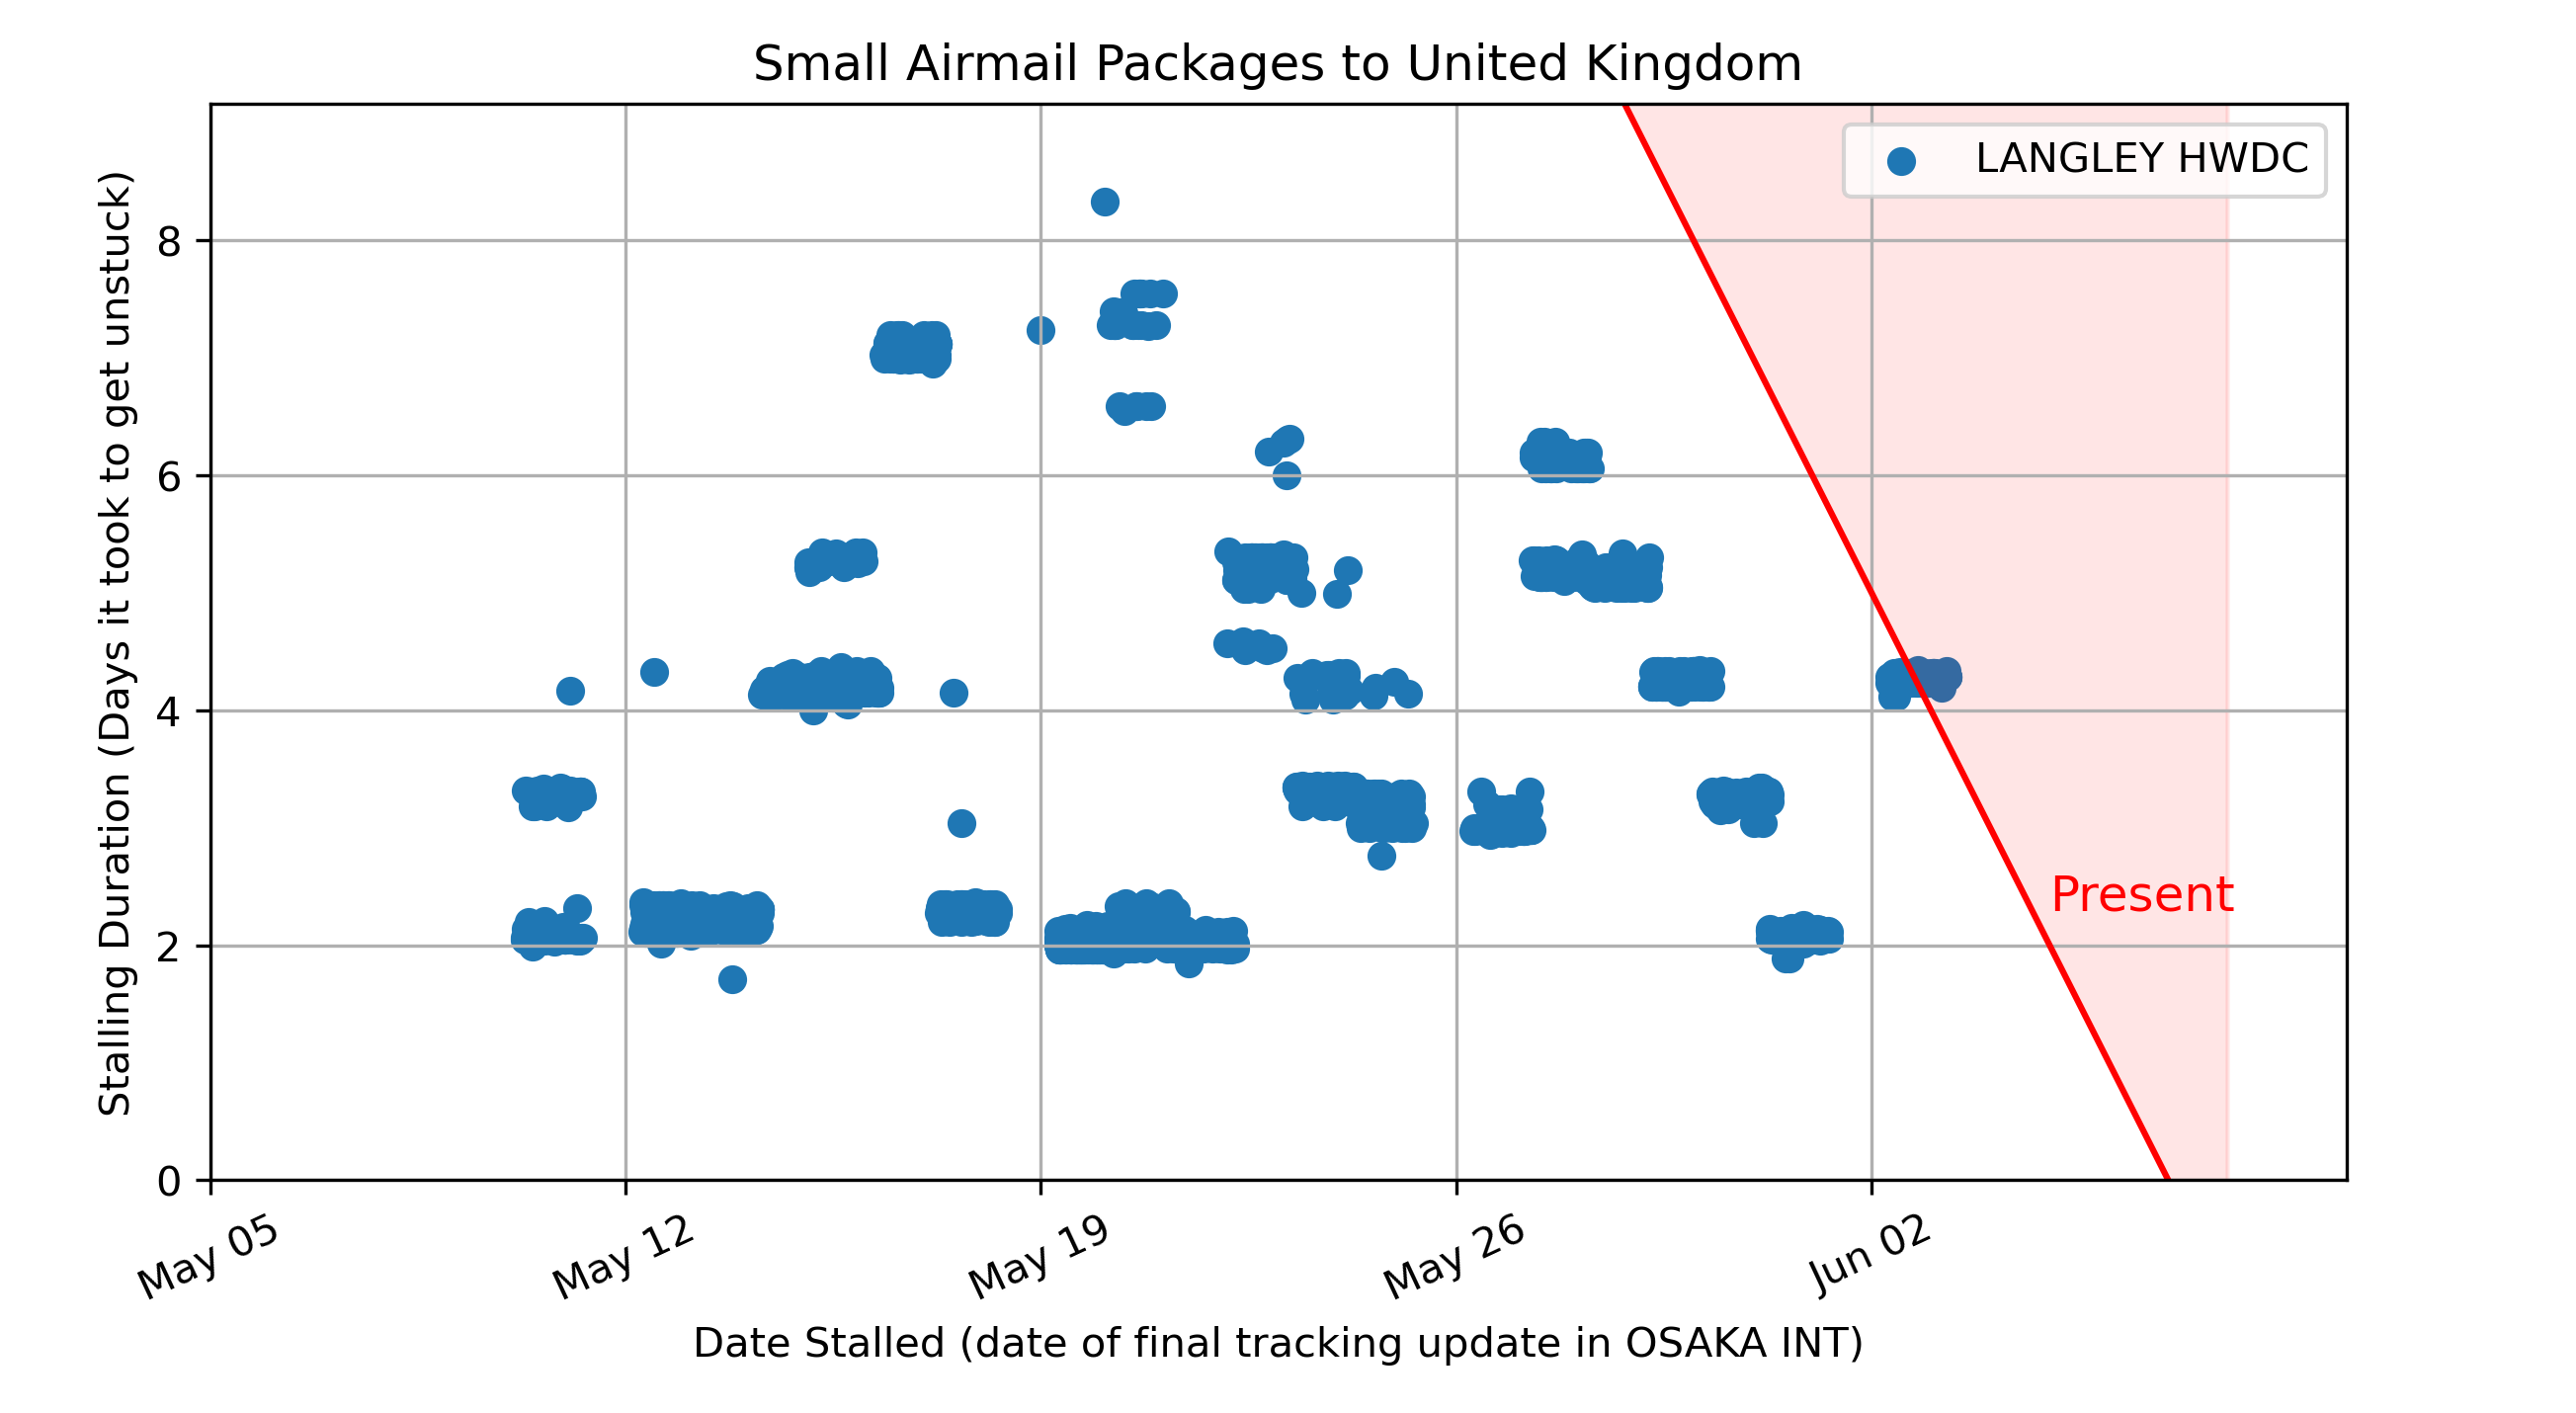 Small Airmail Packages to United Kingdom
LANGLEY HWDC
Stalling Duration (Days it took to get unstuck)
8
6
4
2
0
Present
May 05
May 12
May 19
May 26
Jun 02
Date Stalled (date of final tracking update in OSAKA INT)